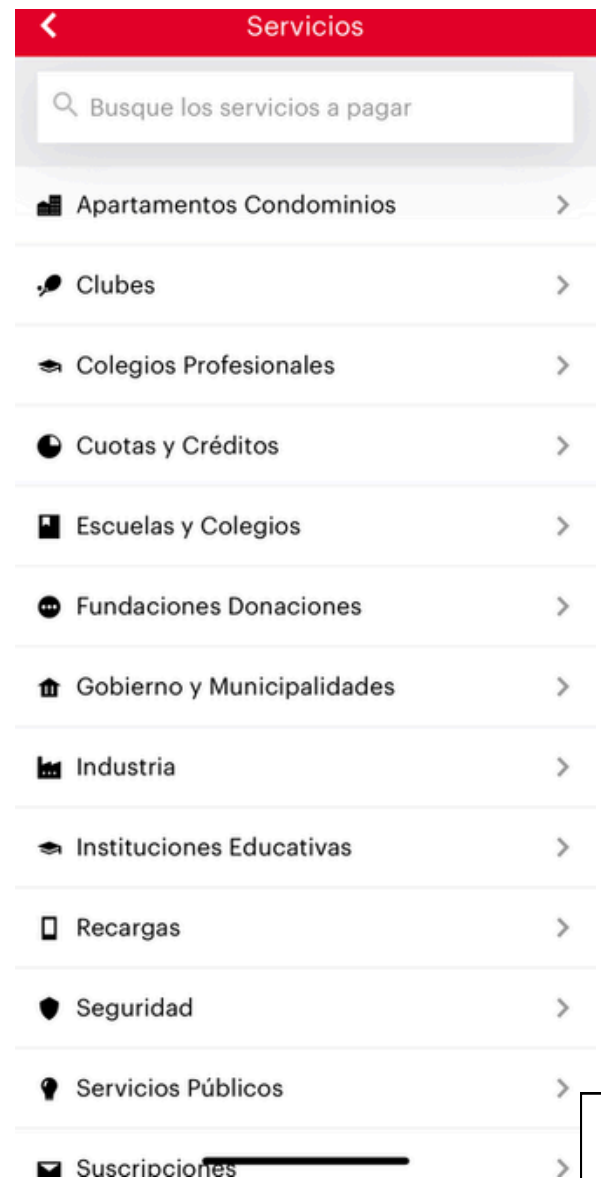 Servicios
Busque los servicios a pagar
Apartamentos Condominios
Clubes
Colegios Profesionales
Cuotas y Créditos
Escuelas y Colegios
Fundaciones Donaciones
Gobierno y Municipalidades
Industria
Instituciones Educativas
Recargas
Seguridad
Servicios Públicos
Suscripciones